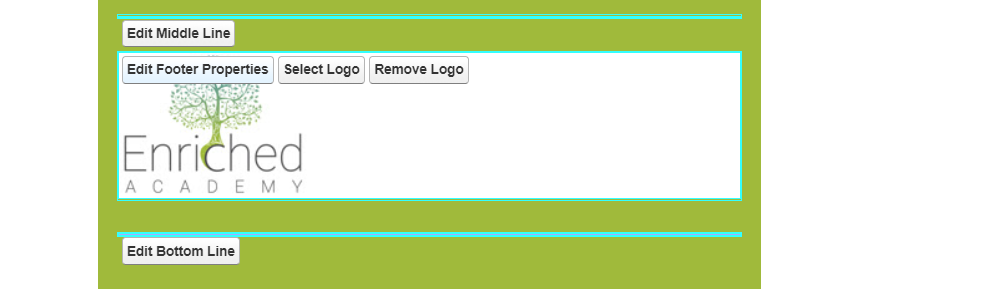 Edit Middle Line
Edit Footer Properties Select Logo Remove Logo
Enriched
ACADEMY
Edit Bottom Line